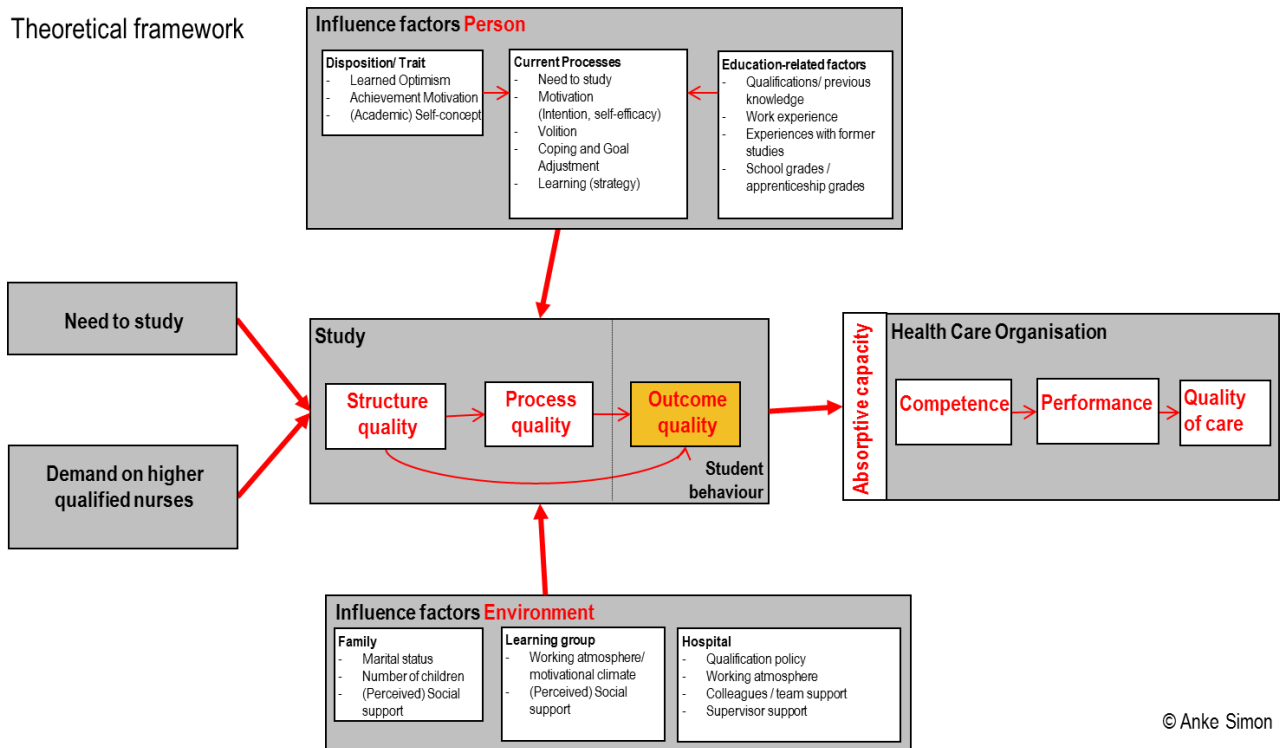 Theoretical framework
Influence factors Person
Disposition/ Trait
- Learned Optimism
- Achievement Motivation
- (Academic) Self-concept
Current Processes
- Need to study
- Motivation
(Intention, self-efficacy)
- Volition
- Coping and Goal
Adjustment
- Learning (strategy)
Education-related factors
- Qualifications/ previous
knowledge
- Work experience
- Experiences with former
studies
- School grades /
apprenticeship grades
Need to study
Demand on higher
qualified nurses
Study
Structure
quality
Process
quality
Outcome
quality
Student
behaviour
Absorptive capacity
Health Care Organisation
Competence
Performance
Quality
of care
Influence factors Environment
Family
- Marital status
- Number of children
- (Perceived) Social
support
Learning group
- Working atmosphere/
motivational climate
- (Perceived) Social
support
Hospital
- Qualification policy
- Working atmosphere
- Colleagues / team support
- Supervisor support
© Anke Simon